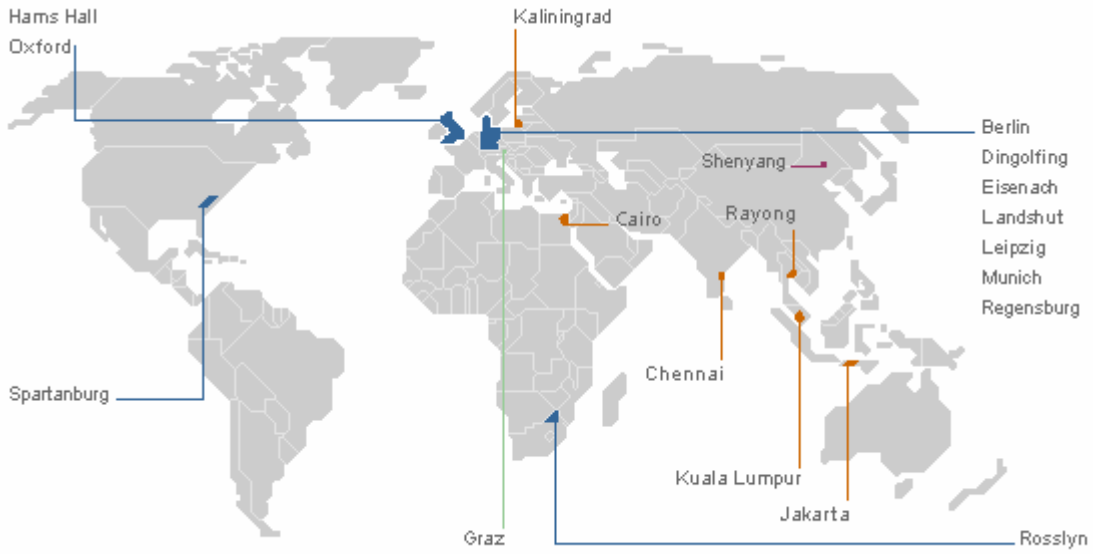 Hams Hall
Oxford
Kaliningrad
Berlin
Dingolfing
Eisenach
Landshut
Leipzig
Munich
Regensburg
Shenyang
Cairo
Rayong
Chennai
Spartanburg
Kuala Lumpur
Jakarta
Graz
Rosslyn